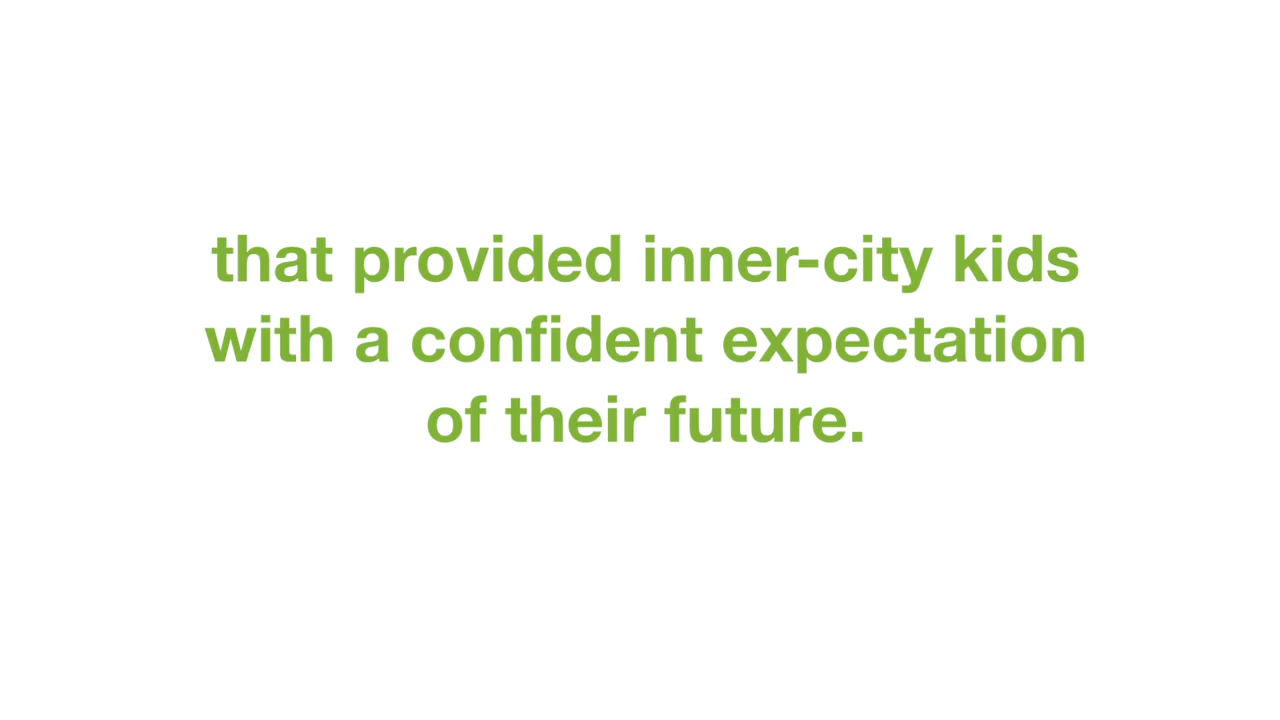 that provided inner-city kids
with a confident expectation
of their future.